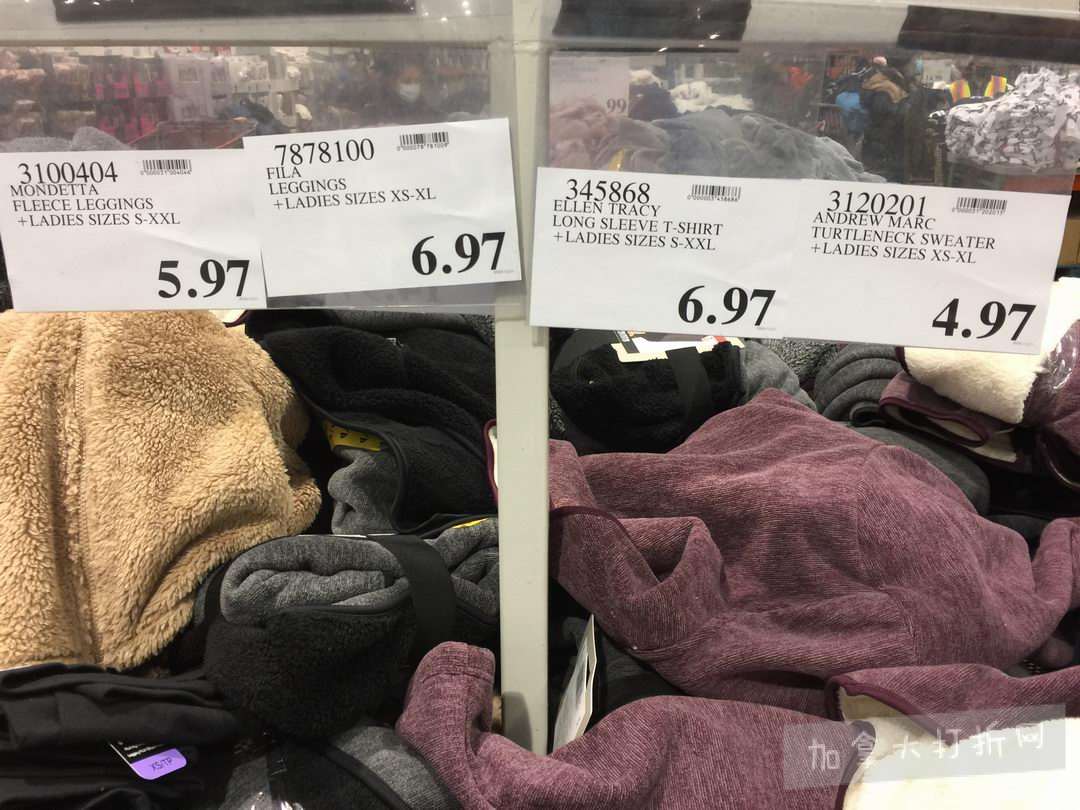 3100404
MONDETTA
FLEECE LEGGINGS
+LADIES SIZES S-XXL
5.97
7878100
FILA
LEGGINGS
+LADIES SIZES XS-XL
6.97
345868
ELLEN TRACY
LONG SLEEVE T-SHIRT
+LADIES SIZES S-XXL
6.97
3120201
ANDREW MARC
TURTLENECK SWEATER
+LADIES SIZES XS-XL
4.97
99
XS/TP
加拿大打折网